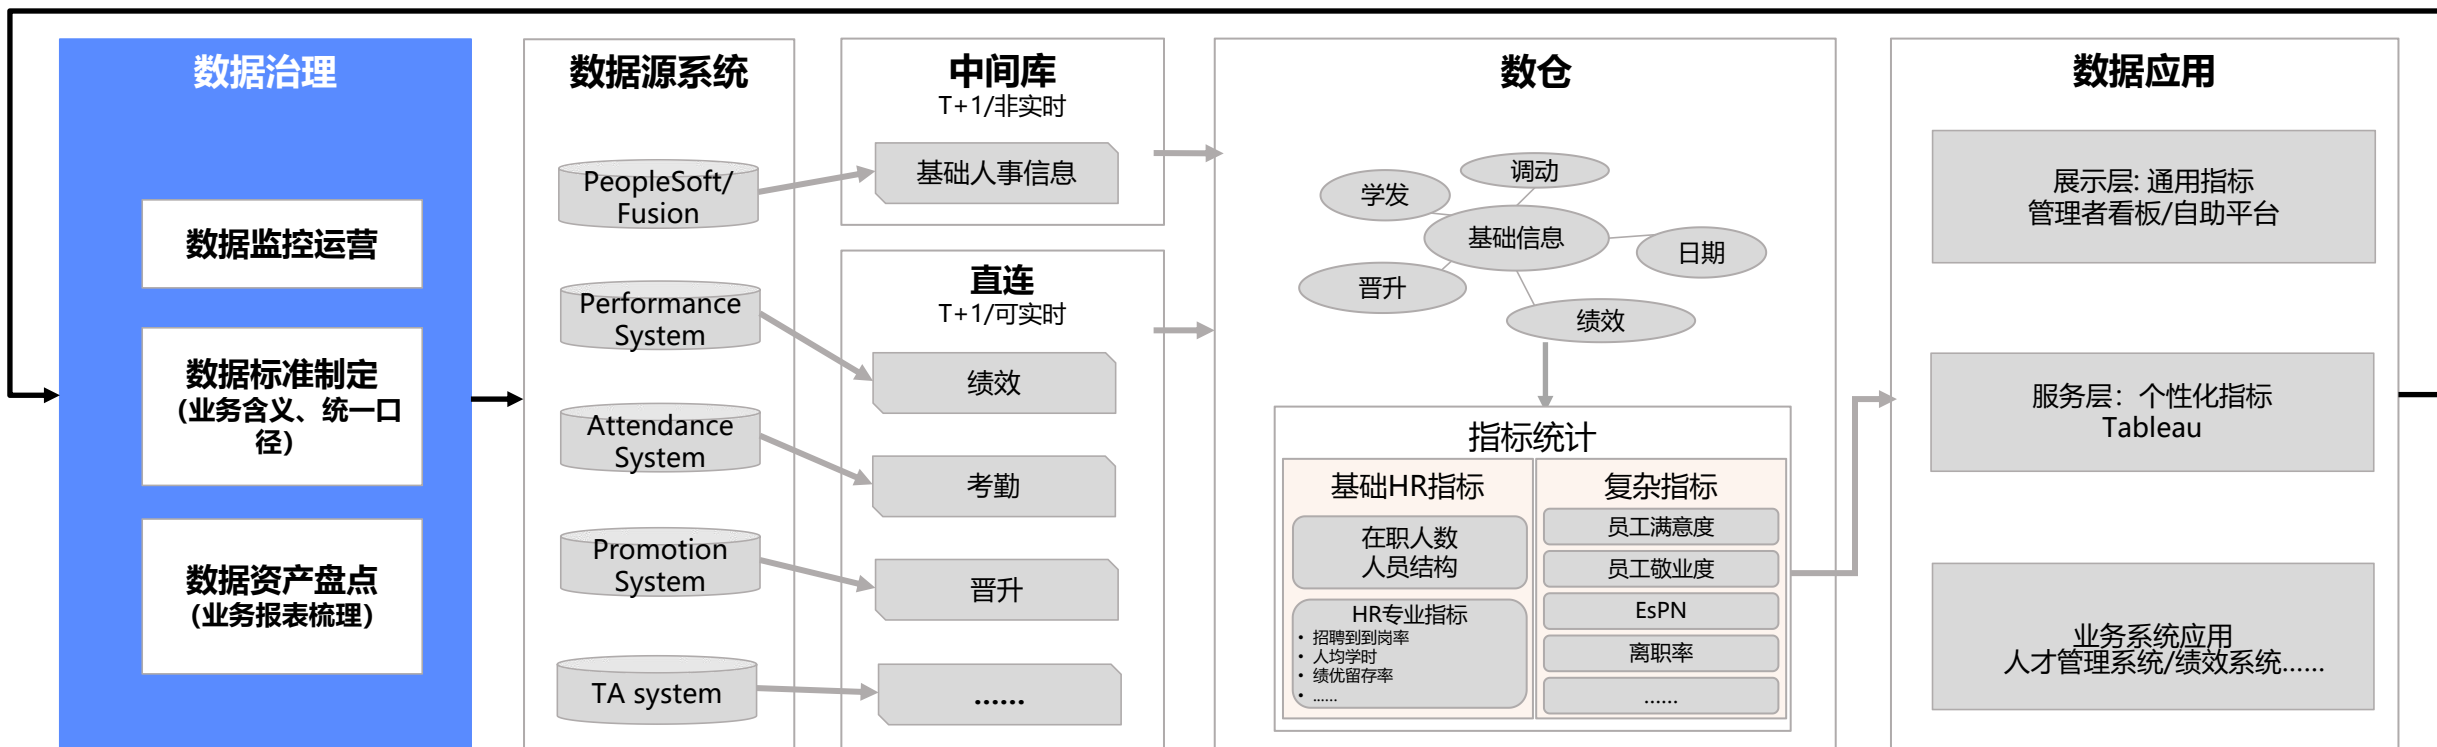 数据治理
数据监控运营
数据标准制定
(业务含义、统一口
径)
数据资产盘点
(业务报表梳理)
数据源系统
PeopleSoft/
Fusion
Performance
System
Attendance
System
Promotion
System
TA system
中间库
T+1/非实时
基础人事信息
直连
T+1/可实时
绩效
考勤
晋升
......
数仓
调动
学发
基础信息
日期
晋升
绩效
指标统计
基础HR指标
在职人数
人员结构
HR专业指标
• 招聘到到岗率
• 人均学时
• 绩优留存率
• ......
复杂指标
员工满意度
员工敬业度
EsPN
离职率
......
数据应用
展示层: 通用指标
管理者看板/自助平台
服务层：个性化指标
Tableau
业务系统应用
人才管理系统/绩效系统......